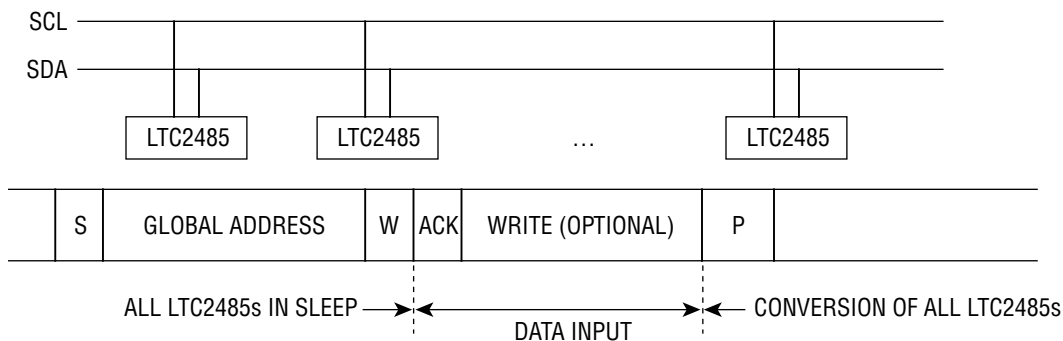 SCL
SDA
LTC2485 LTC2485 ... LTC2485
S GLOBAL ADDRESS W ACK WRITE (OPTIONAL) P
ALL LTC2485s IN SLEEP DATA INPUT CONVERSION OF ALL LTC2485s